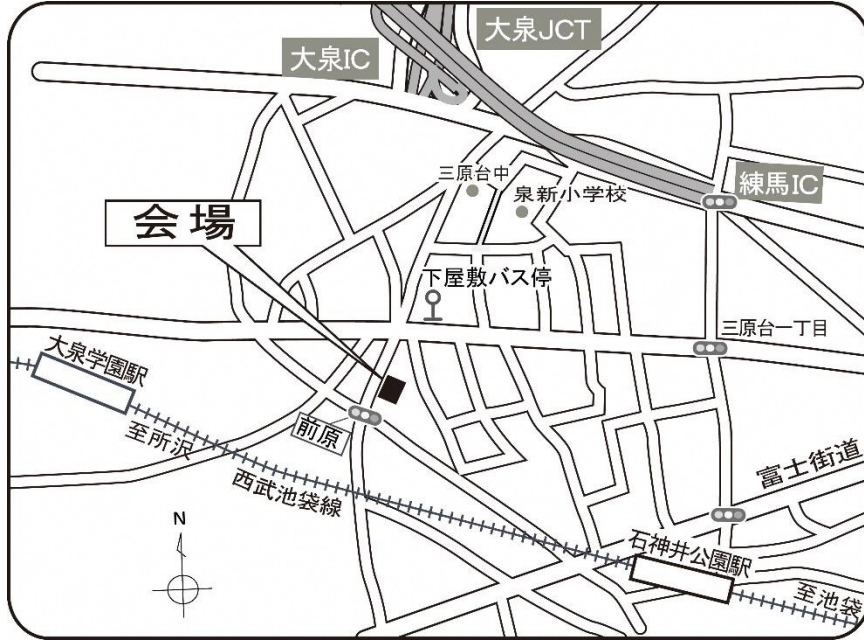 大泉JCT
大泉IC
三原台中
練馬IC
泉新小学校
会場
下屋敷バス停
三原台一丁目
大泉学園駅
至所沢
前原
富士街道
西武池袋線
N
石神井公園駅
至池袋